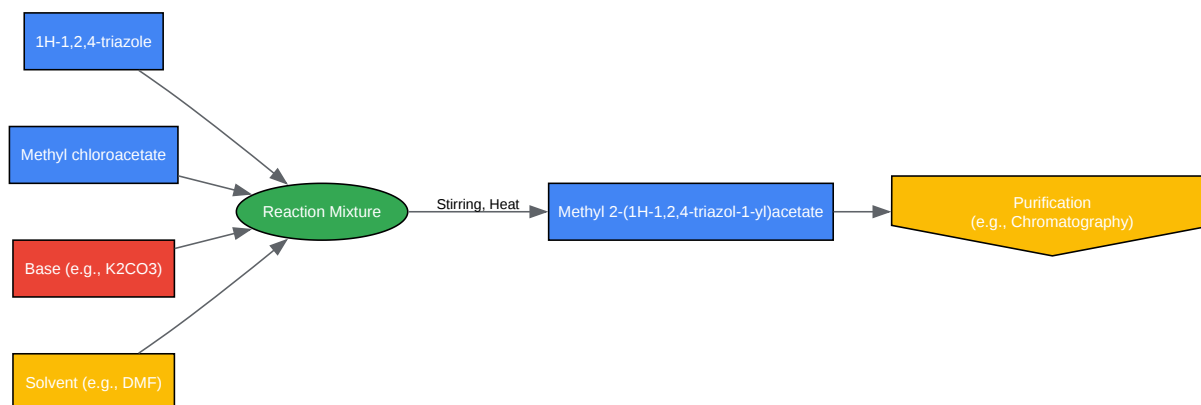 1H-1,2,4-triazole
Methyl chloroacetate
Base (e.g., K2CO3)
Solvent (e.g., DMF)
Reaction Mixture
Stirring, Heat
Methyl 2-(1H-1,2,4-triazol-1-yl)acetate
Purification
(e.g., Chromatography)